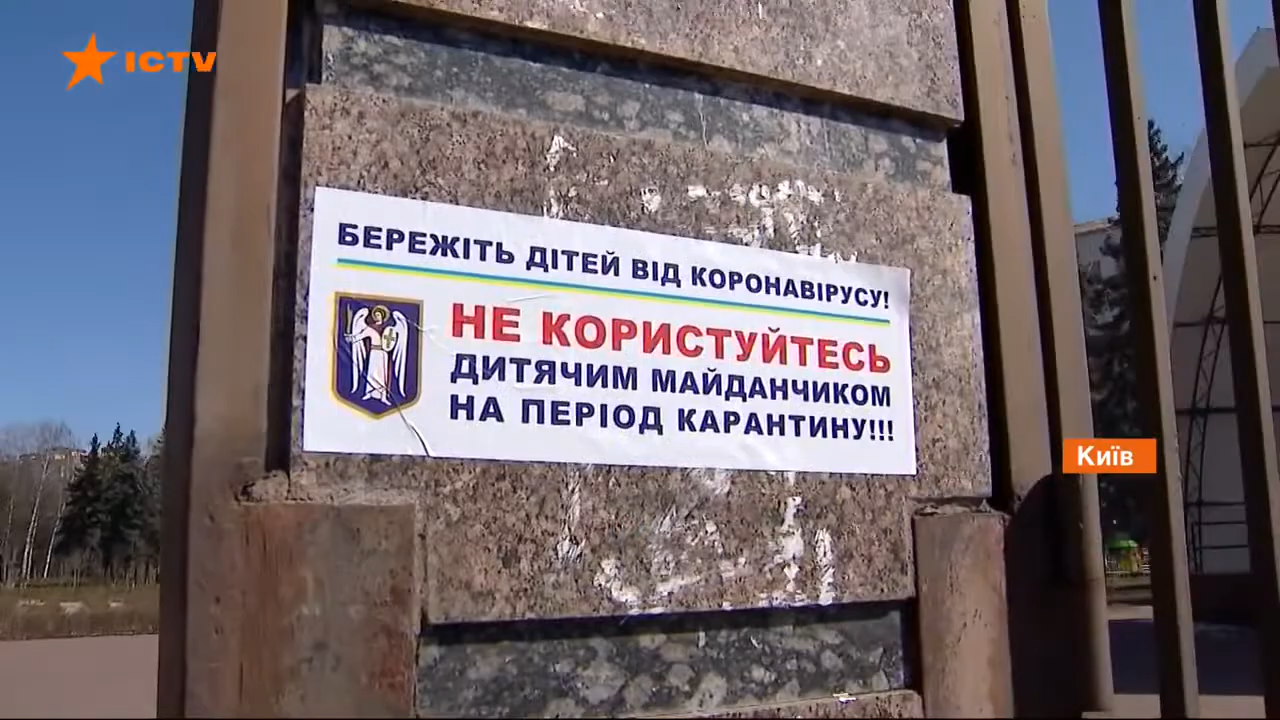 ICTV
БЕРЕЖІТЬ ДІТЕЙ ВІД КОРОНАВІРУСУ!
НЕ КОРИСТУЙТЕСЬ
ДИТЯЧИМ МАЙДАНЧИКОМ
НА ПЕРІОД КАРАНТИНУ!!!
Київ